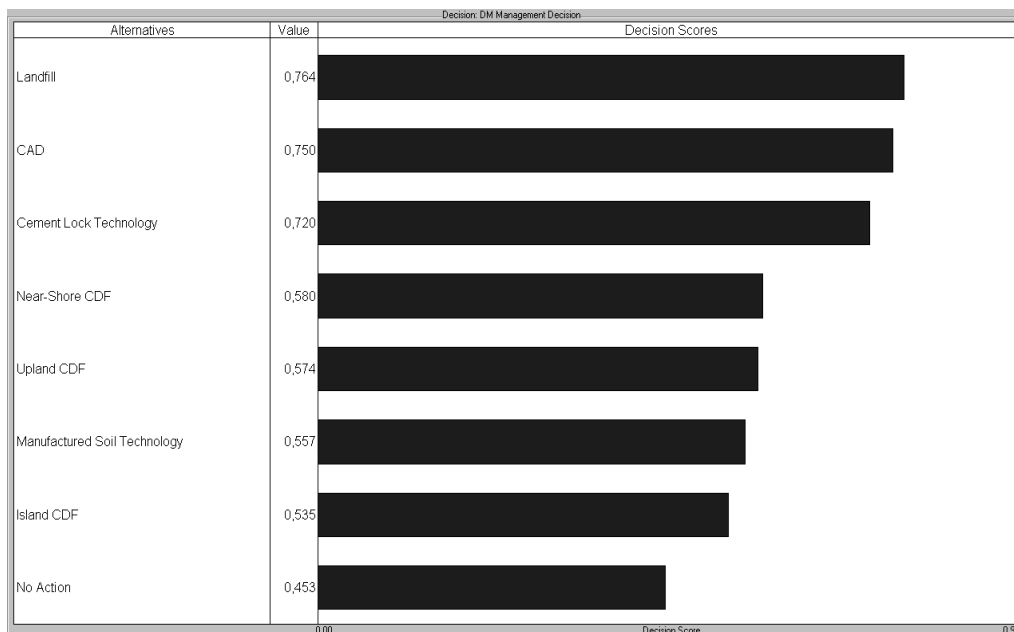 Decision: DM Management Decision
Alternatives Value Decision Scores
Landfill 0,764
CAD 0,750
Cement Lock Technology 0,720
Near-Shore CDF 0,580
Upland CDF 0,574
Manufactured Soil Technology 0,557
Island CDF 0,535
No Action 0,453
0.00 Decision Score